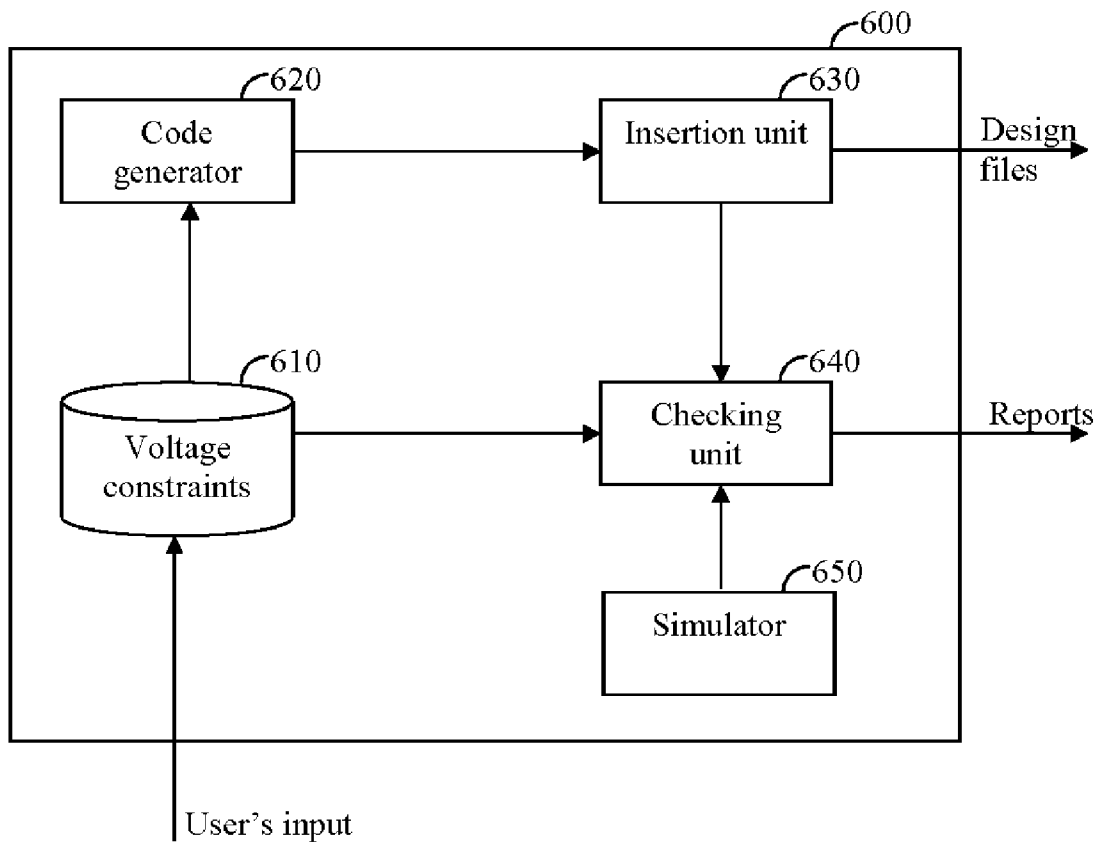 600
620
630
Code
generator
Insertion unit
Design
files
610
640
Voltage
constraints
Checking
unit
Reports
650
Simulator
User's input